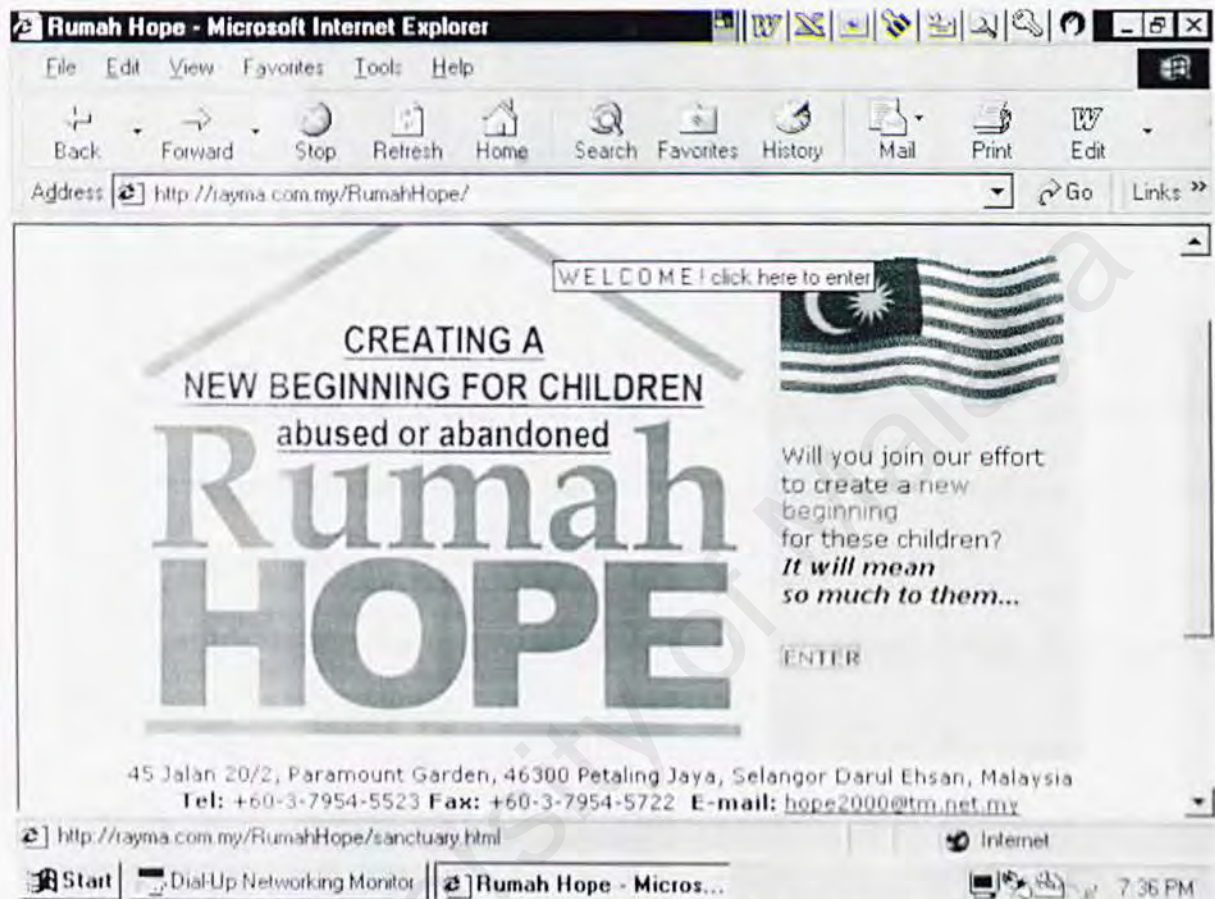 Rumah Hope - Microsoft Internet Explorer
File Edit View Favorites Tools Help
Back Forward Stop Refresh Home Search Favorites History Mail Print Edit
Address http://rayma.com.my/RumahHope/ Go Links »
W E L C O M E ! click here to enter
CREATING A
NEW BEGINNING FOR CHILDREN
abused or abandoned
Rumah
HOPE
Will you join our effort
to create a new
beginning
for these children?
It will mean
so much to them...
ENTER
45 Jalan 20/2, Paramount Garden, 46300 Petaling Jaya, Selangor Darul Ehsan, Malaysia
Tel: +60-3-7954-5523 Fax: +60-3-7954-5722 E-mail: hope2000@tm.net.my
http://rayma.com.my/RumahHope/sanctuary.html Internet
Start Dial-Up Networking Monitor Rumah Hope - Micros... 7:36 PM